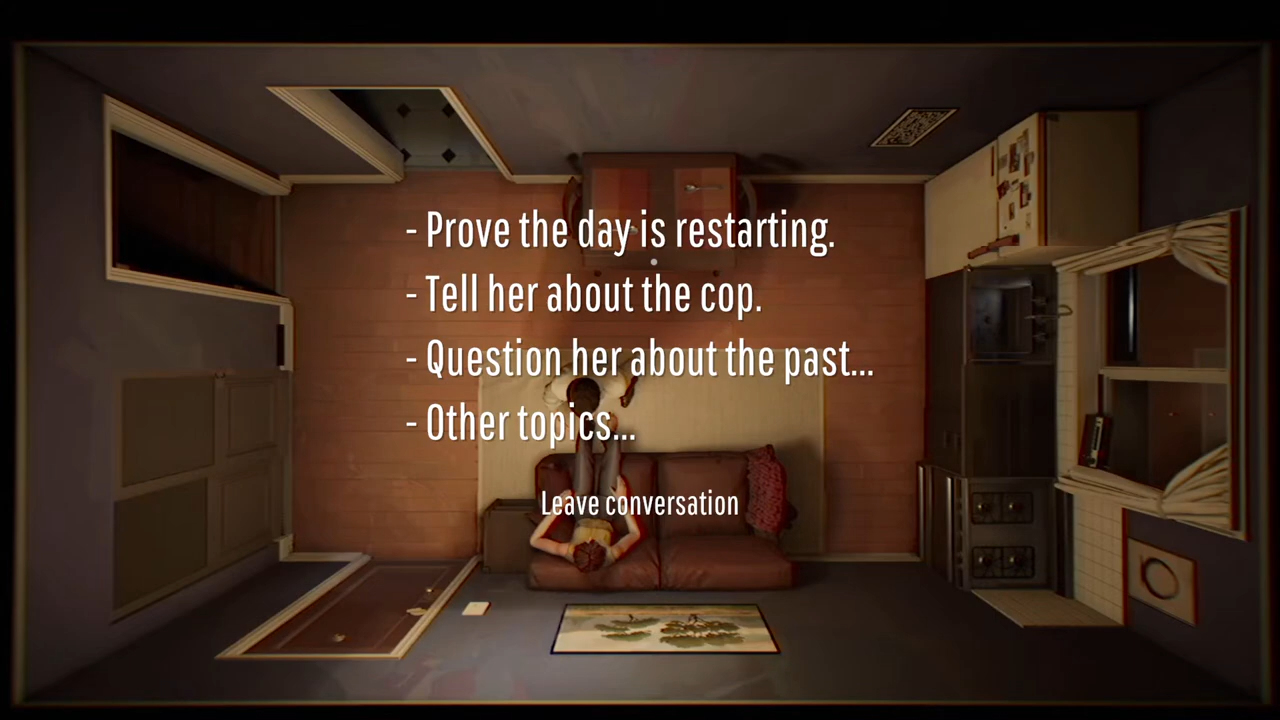 - Prove the day is restarting.
- Tell her about the cop.
- Question her about the past...
- Other topics...
Leave conversation